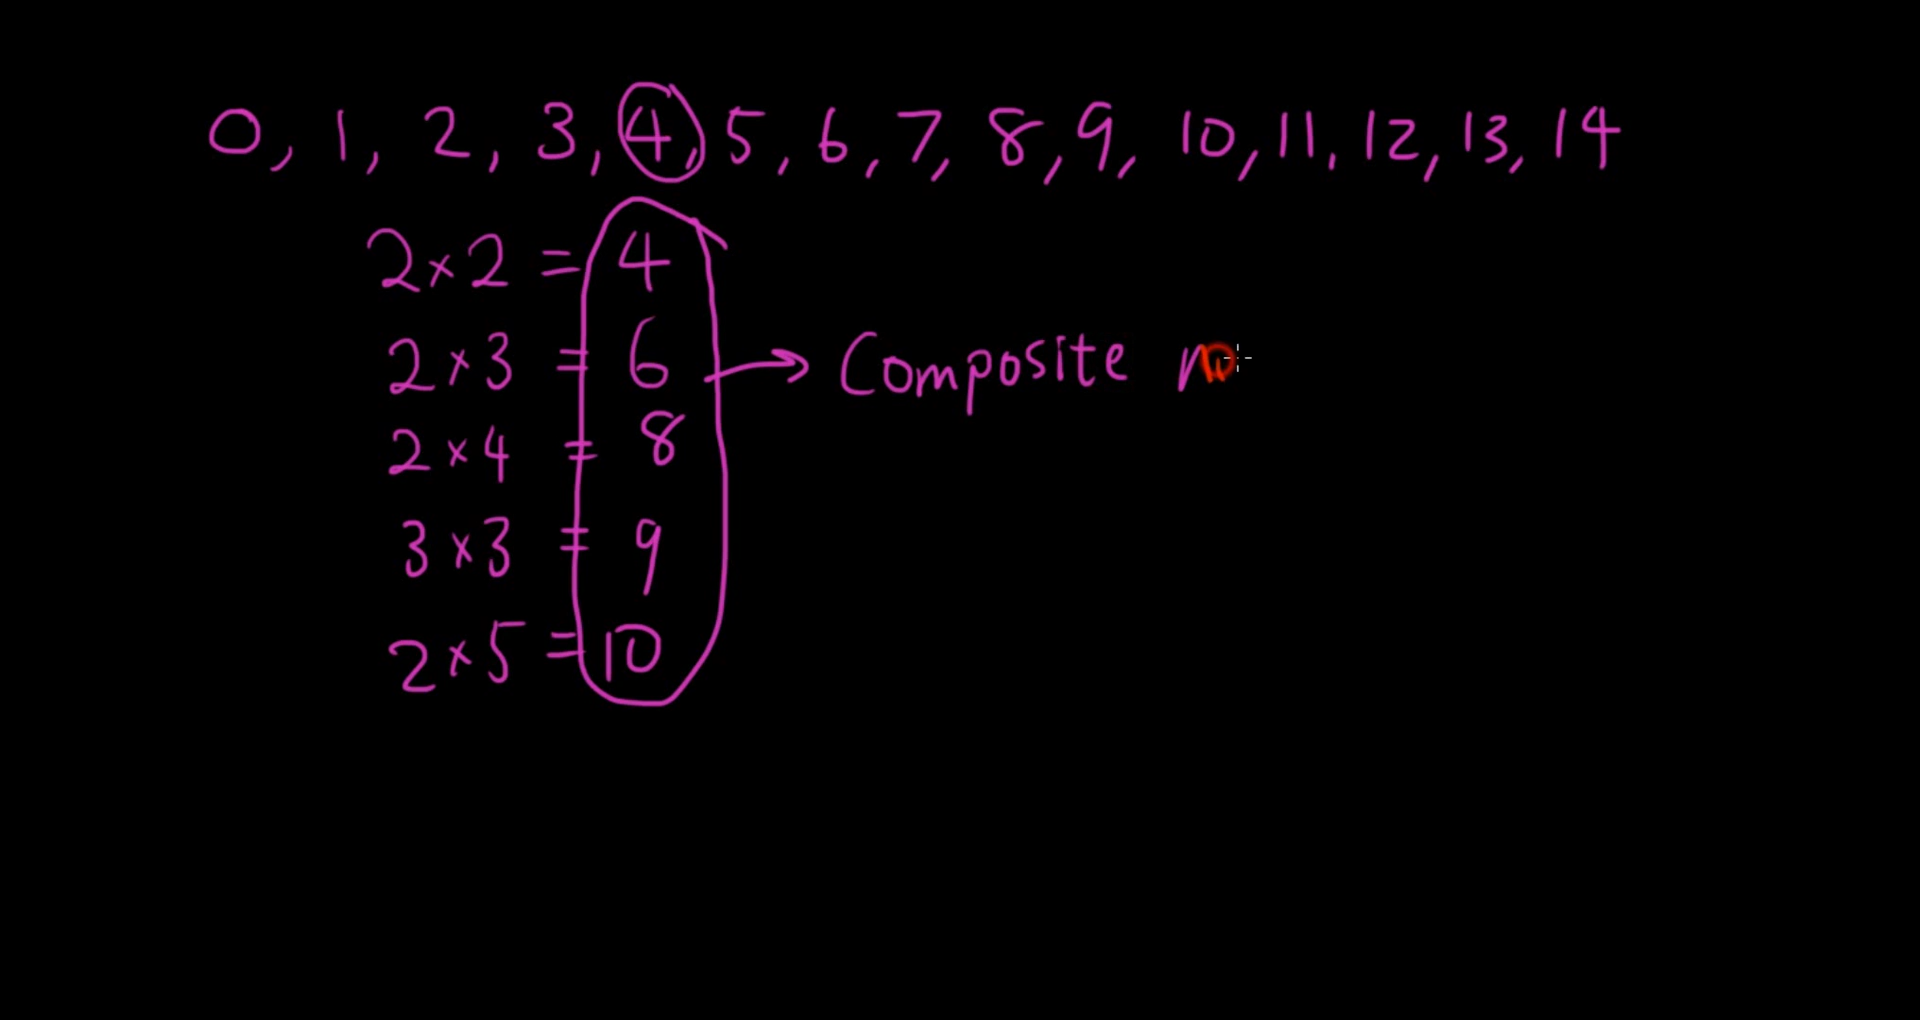 0, 1, 2, 3, 4, 5, 6, 7, 8, 9, 10, 11, 12, 13, 14
2×2 = 4
2×3 = 6
Composite
2×4 = 8
3×3 = 9
2×5 = 10